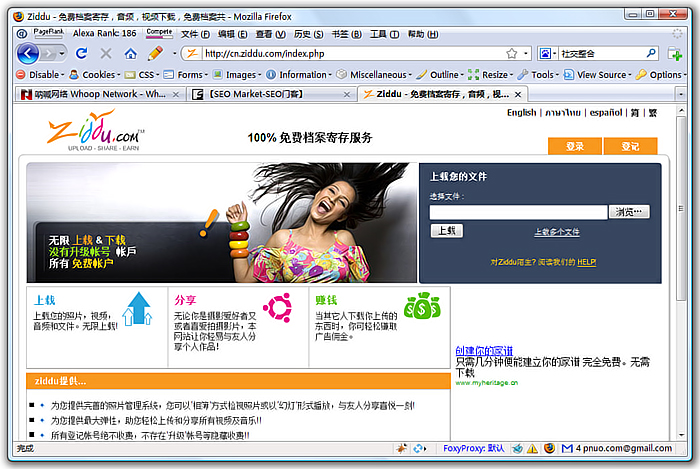 Ziddu - 免费档案寄存，音频，视频下载，免费档案共 - Mozilla Firefox
PageRank Alexa Rank: 186 Compete 文件 (F) 编辑 (E) 查看 (V) 历史 (S) 书签 (B) 工具 (T) 帮助 (H)
http://cn.ziddu.com/index.php 社交整合
Disable Cookies CSS Forms Images Information Miscellaneous Outline Resize Tools View Source Options
呐喊网络 Whoop Network - Wh... 【SEO Market-SEO门客】 Ziddu - 免费档案寄存，音频，视...
English | ภาษาไทย | español | 简 | 繁
Ziddu.com TM
UPLOAD - SHARE - EARN
100% 免费档案寄存服务
登录 登记
无限 上载 & 下载
没有升级帐号 帐戶
所有 免费帐户
上载您的文件
选择文件 :
浏览…
上载 上载多个文件
对Ziddu陌生? 阅读我们的 HELP!
上载
上载您的照片，视频，
音频和文件。无限上载!
分享
无论你是摄影爱好者又
或者喜爱拍摄影片，本
网站让你轻易与友人分
享个人作品！
赚钱
当其它人下载你上传的
东西时，你可轻松赚取
广告佣金。
创建你的家谱
只需几分钟便能建立你的家谱 完全免费。无需
下载
www.myheritage.cn
ziddu提供...
为您提供完善的照片管理系统，您可以'相簿'方式检视照片或以'幻灯'形式播放，与友人分享喜悦一刻!
为您提供最大弹性，助您轻松上传和分享所有视频及音乐!!
所有登记帐号绝不收费，不存在'升级'帐号等隐藏收费!!
完成 FoxyProxy: 默认 4 pnuo.com@gmail.com